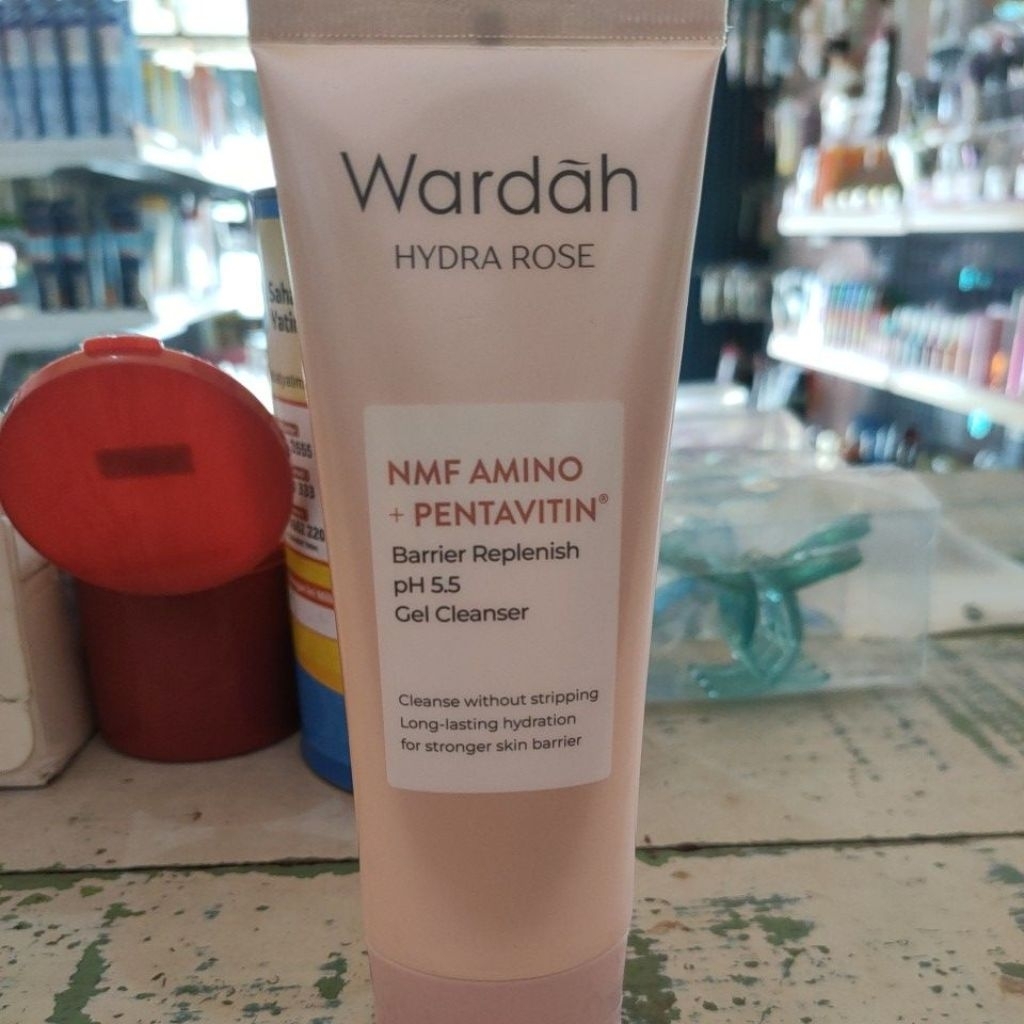 Wardãh
HYDRA ROSE
NMF AMINO
+ PENTAVITIN®
Barrier Replenish
pH 5.5
Gel Cleanser
Cleanse without stripping
Long-lasting hydration
for stronger skin barrier